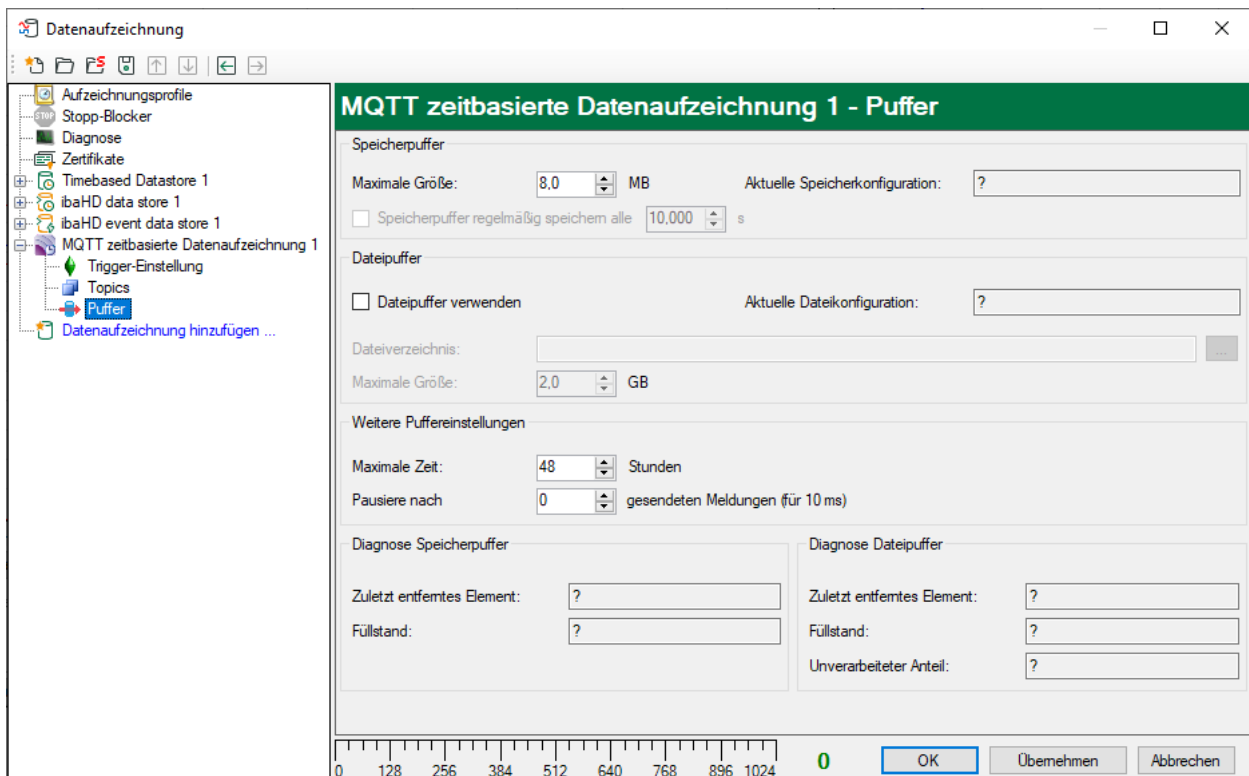 Datenaufzeichnung
Aufzeichnungsprofile
STOP Stopp-Blocker
Diagnose
Zertifikate
Timebased Datastore 1
ibaHD data store 1
ibaHD event data store 1
MQTT zeitbasierte Datenaufzeichnung 1
Trigger-Einstellung
Topics
Puffer
Datenaufzeichnung hinzufügen ...
MQTT zeitbasierte Datenaufzeichnung 1 - Puffer
Speicherpuffer
Maximale Größe: 8,0 MB Aktuelle Speicherkonfiguration: ?
Speicherpuffer regelmäßig speichern alle 10,000 s
Dateipuffer
Dateipuffer verwenden Aktuelle Dateikonfiguration: ?
Dateiverzeichnis: ...
Maximale Größe: 2,0 GB
Weitere Puffereinstellungen
Maximale Zeit: 48 Stunden
Pausiere nach 0 gesendeten Meldungen (für 10 ms)
Diagnose Speicherpuffer
Zuletzt entferntes Element: ?
Füllstand: ?
Diagnose Dateipuffer
Zuletzt entferntes Element: ?
Füllstand: ?
Unverarbeiteter Anteil: ?
0 128 256 384 512 640 768 896 1024
0 OK Übernehmen Abbrechen